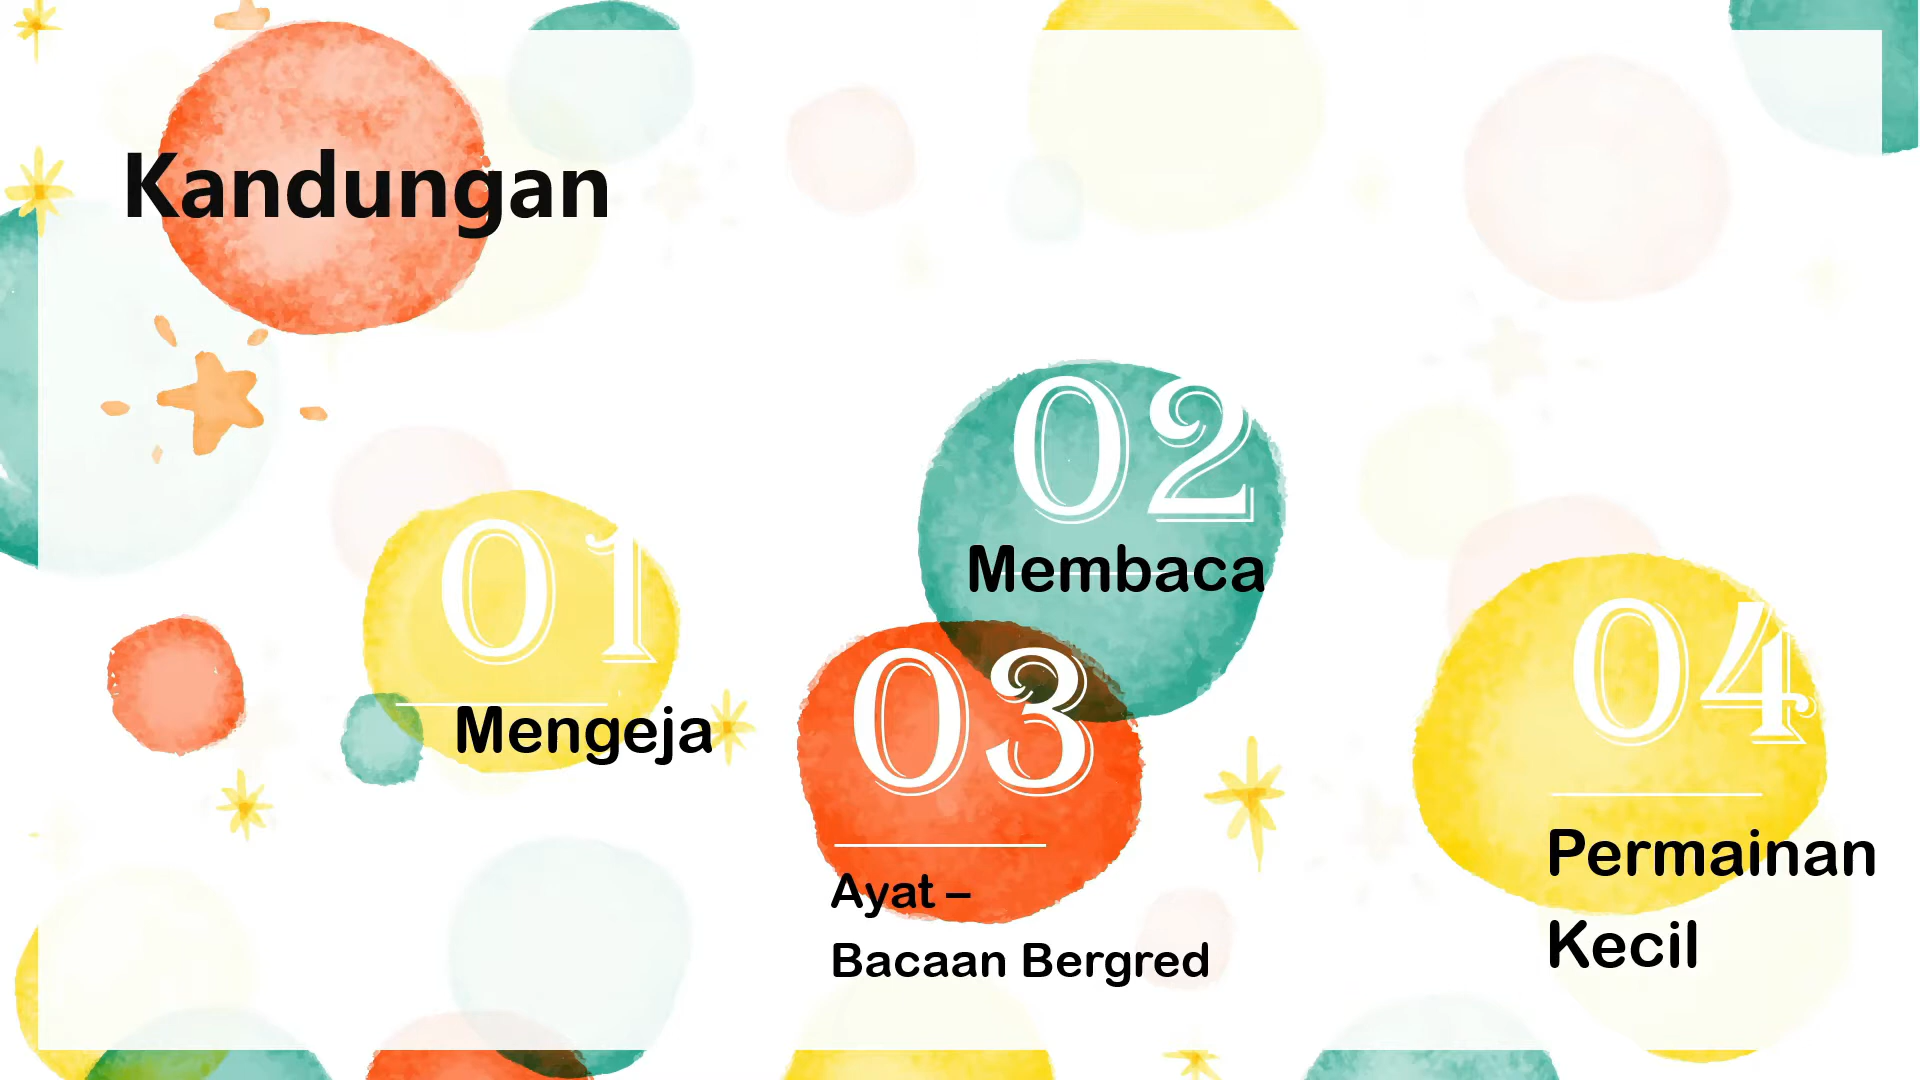 Kandungan
01
Mengeja
02
Membaca
03
Ayat –
Bacaan Bergred
04
Permainan
Kecil